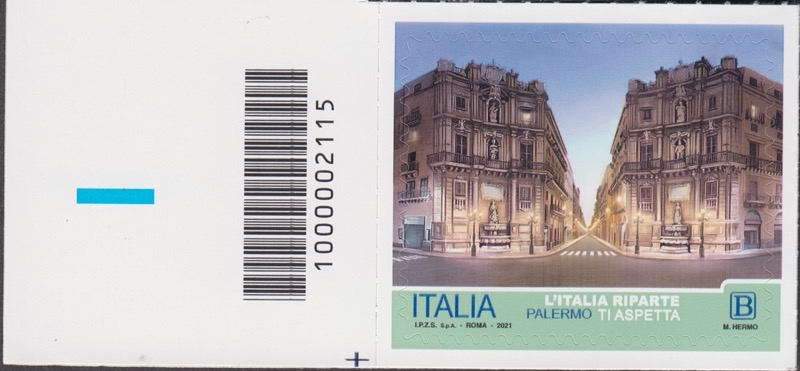 1000002115
ITALIA
L'ITALIA RIPARTE
PALERMO TI ASPETTA
B
I.P.Z.S. S.p.A. - ROMA - 2021
M. HERMO